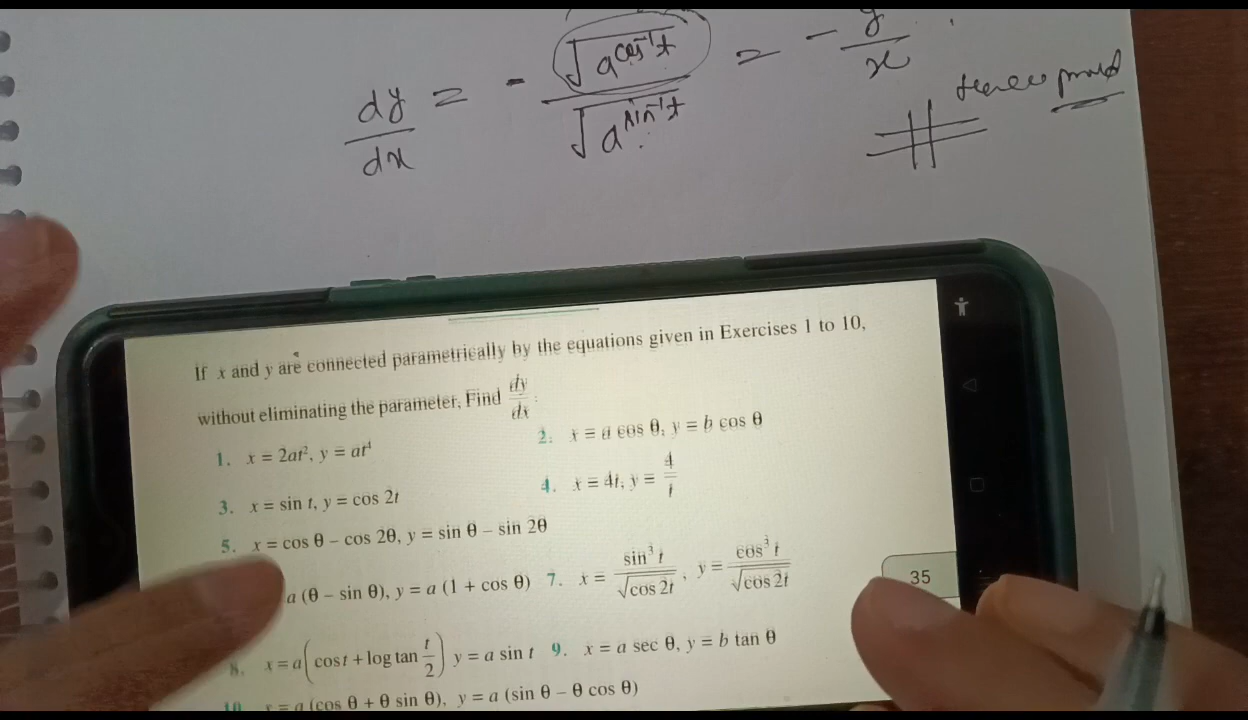 dy/dx = - √a^cos⁻¹t / √a^sin⁻¹t = - y/x .
Hence proved
If x and y are connected parametrically by the equations given in Exercises 1 to 10,
without eliminating the parameter, Find dy/dx.
1. x = 2at², y = at⁴ 2. x = a cos θ, y = b cos θ
3. x = sin t, y = cos 2t 4. x = 4t, y = 4/t
5. x = cos θ – cos 2θ, y = sin θ – sin 2θ
a (θ – sin θ), y = a (1 + cos θ) 7. x = sin³ t / √cos 2t, y = cos³ t / √cos 2t
35
8. x = a(cos t + log tan t/2) y = a sin t 9. x = a sec θ, y = b tan θ
10. x = a (cos θ + θ sin θ), y = a (sin θ – θ cos θ)